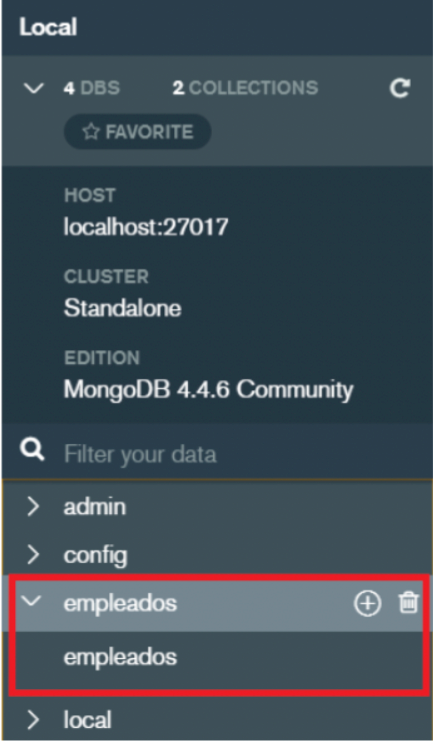 Local
4 DBS 2 COLLECTIONS
FAVORITE
HOST
localhost:27017
CLUSTER
Standalone
EDITION
MongoDB 4.4.6 Community
Filter your data
admin
config
empleados
empleados
local